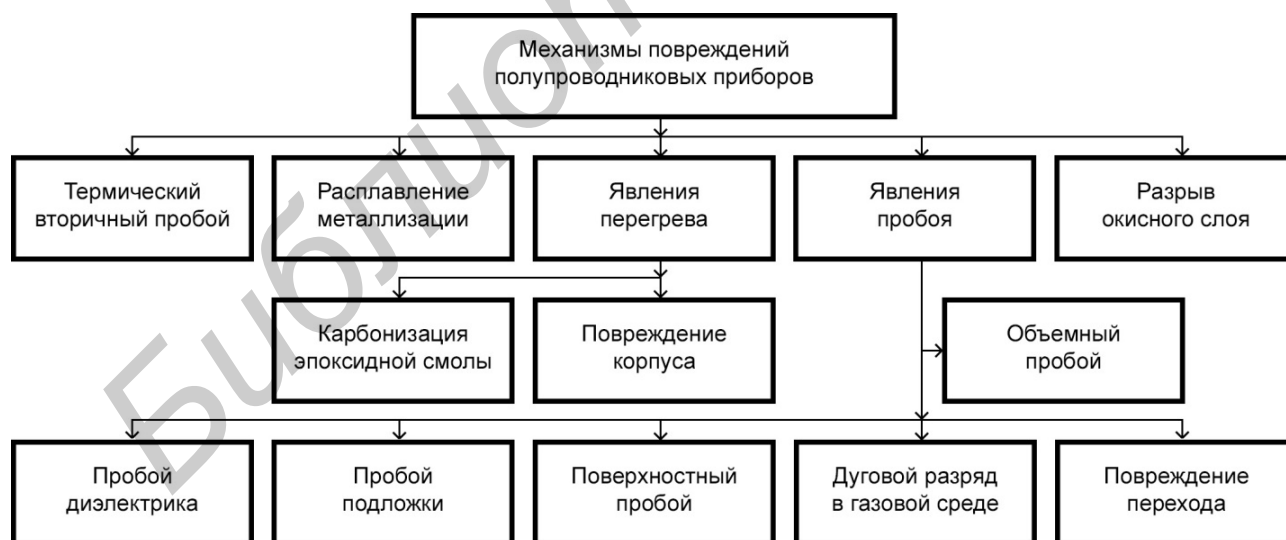 Механизмы повреждений
полупроводниковых приборов
Термический
вторичный пробой
Расплавление
металлизации
Явления
перегрева
Явления
пробоя
Разрыв
окисного слоя
Карбонизация
эпоксидной смолы
Повреждение
корпуса
Объемный
пробой
Пробой
диэлектрика
Пробой
подложки
Поверхностный
пробой
Дуговой разряд
в газовой среде
Повреждение
перехода